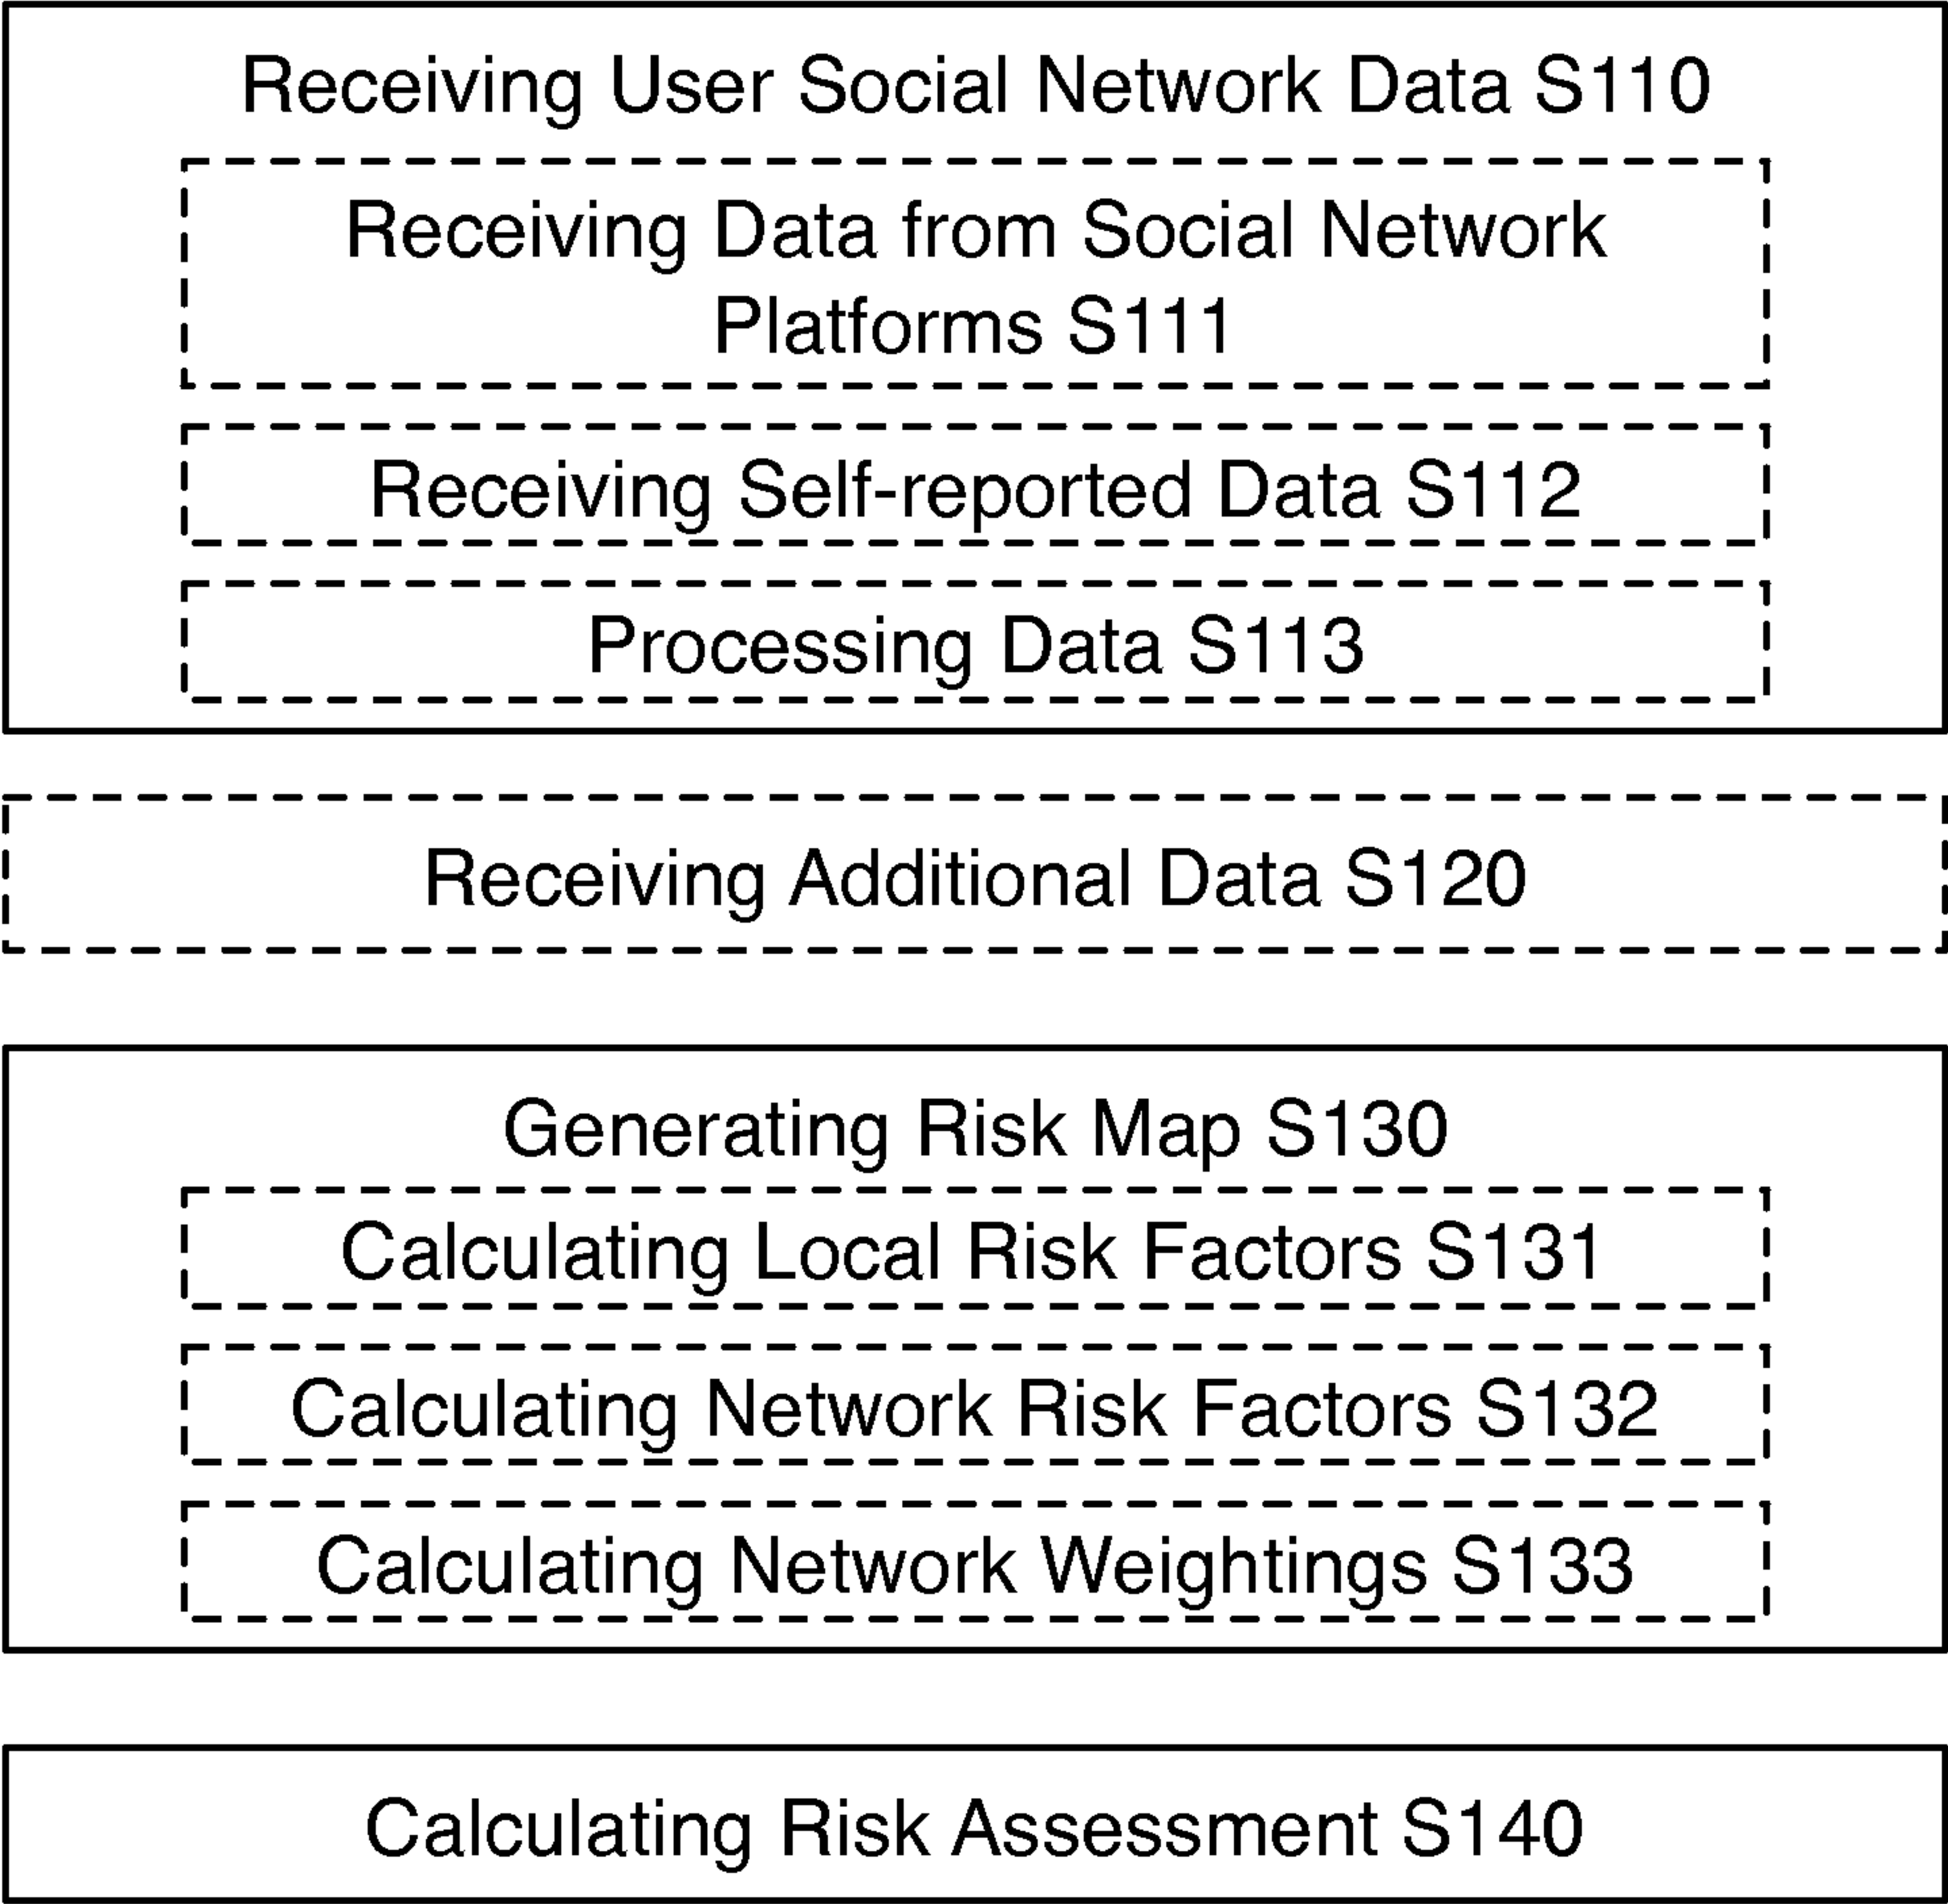 Receiving User Social Network Data S110
Receiving Data from Social Network
Platforms S111
Receiving Self-reported Data S112
Processing Data S113
Receiving Additional Data S120
Generating Risk Map S130
Calculating Local Risk Factors S131
Calculating Network Risk Factors S132
Calculating Network Weightings S133
Calculating Risk Assessment S140